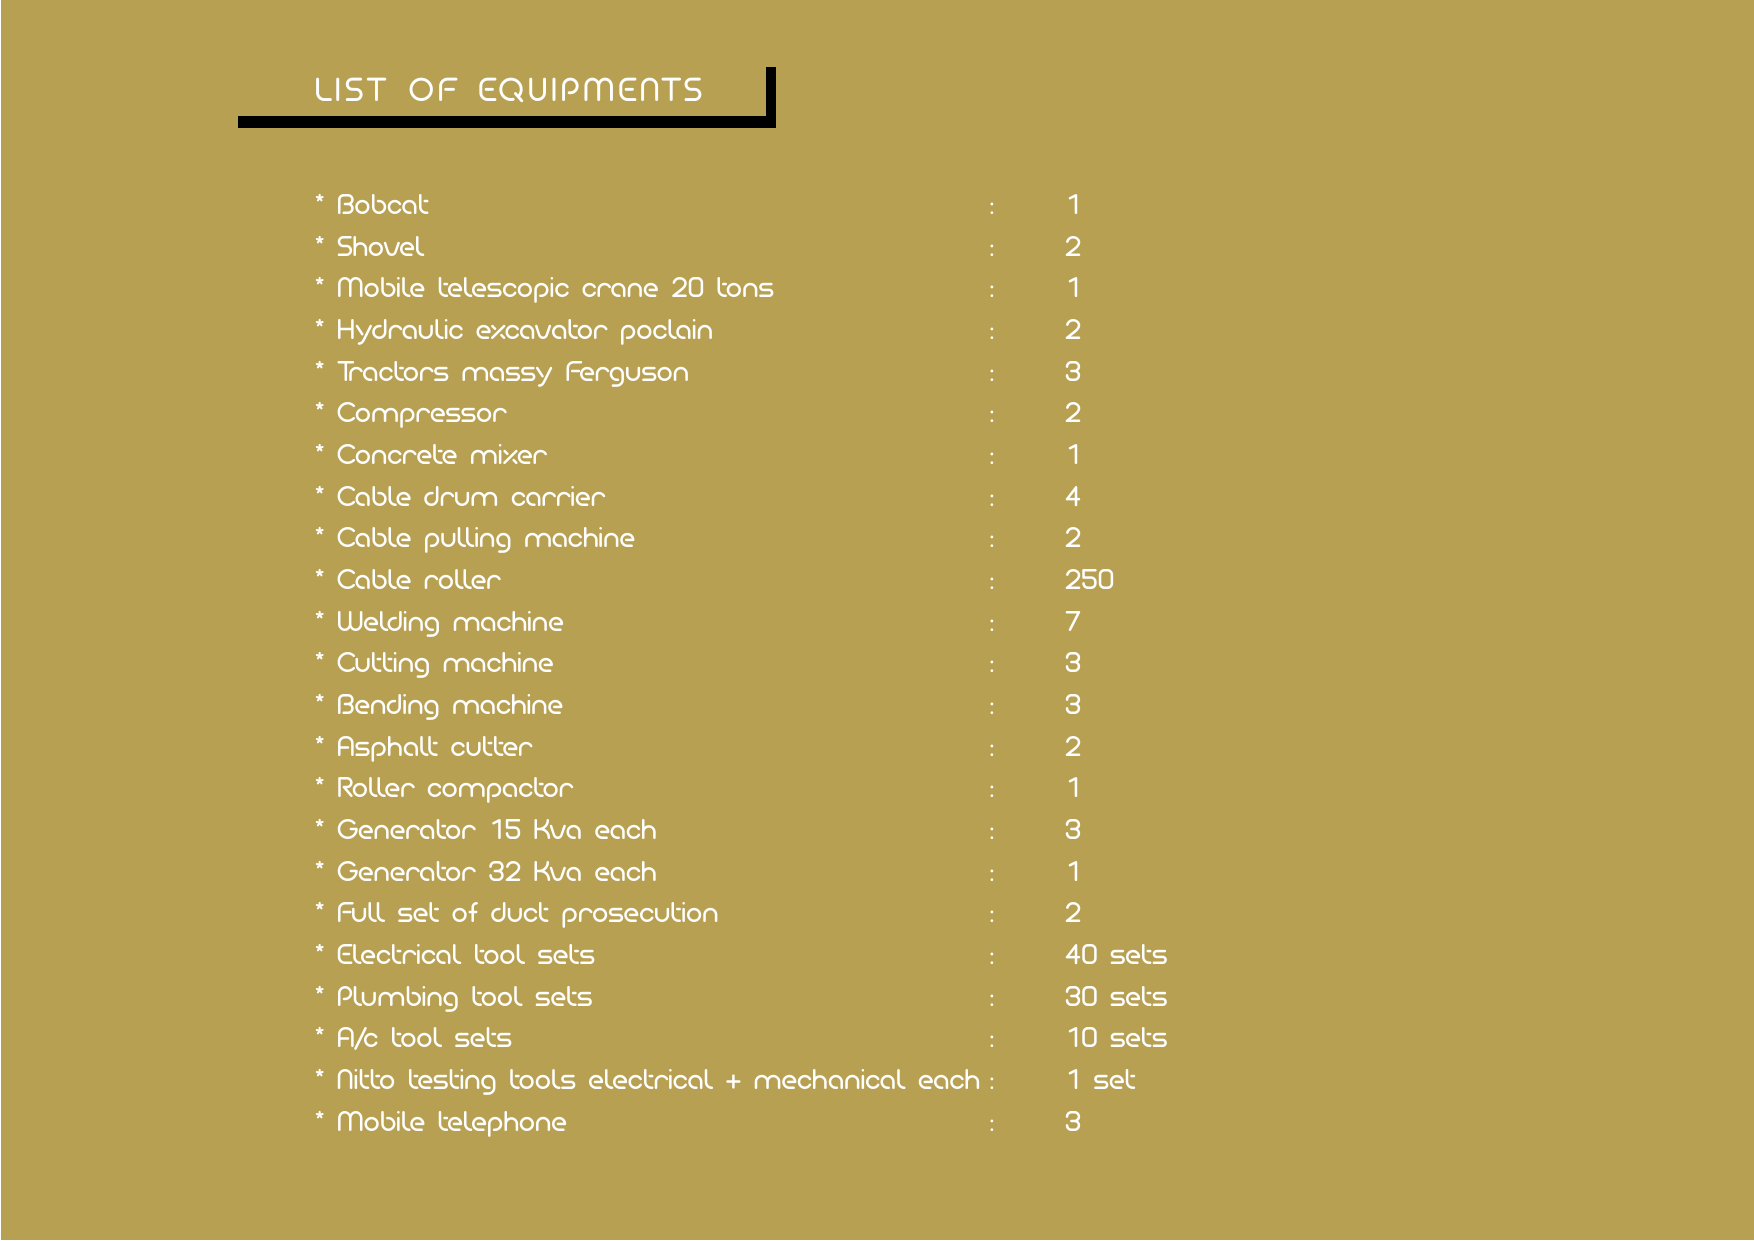 LIST OF EQUIPMENTS
* Bobcat : 1
* Shovel : 2
* Mobile telescopic crane 20 tons : 1
* Hydraulic excavator poclain : 2
* Tractors massy Ferguson : 3
* Compressor : 2
* Concrete mixer : 1
* Cable drum carrier : 4
* Cable pulling machine : 2
* Cable roller : 250
* Welding machine : 7
* Cutting machine : 3
* Bending machine : 3
* Asphalt cutter : 2
* Roller compactor : 1
* Generator 15 Kva each : 3
* Generator 32 Kva each : 1
* Full set of duct prosecution : 2
* Electrical tool sets : 40 sets
* Plumbing tool sets : 30 sets
* A/c tool sets : 10 sets
* Nitto testing tools electrical + mechanical each : 1 set
* Mobile telephone : 3